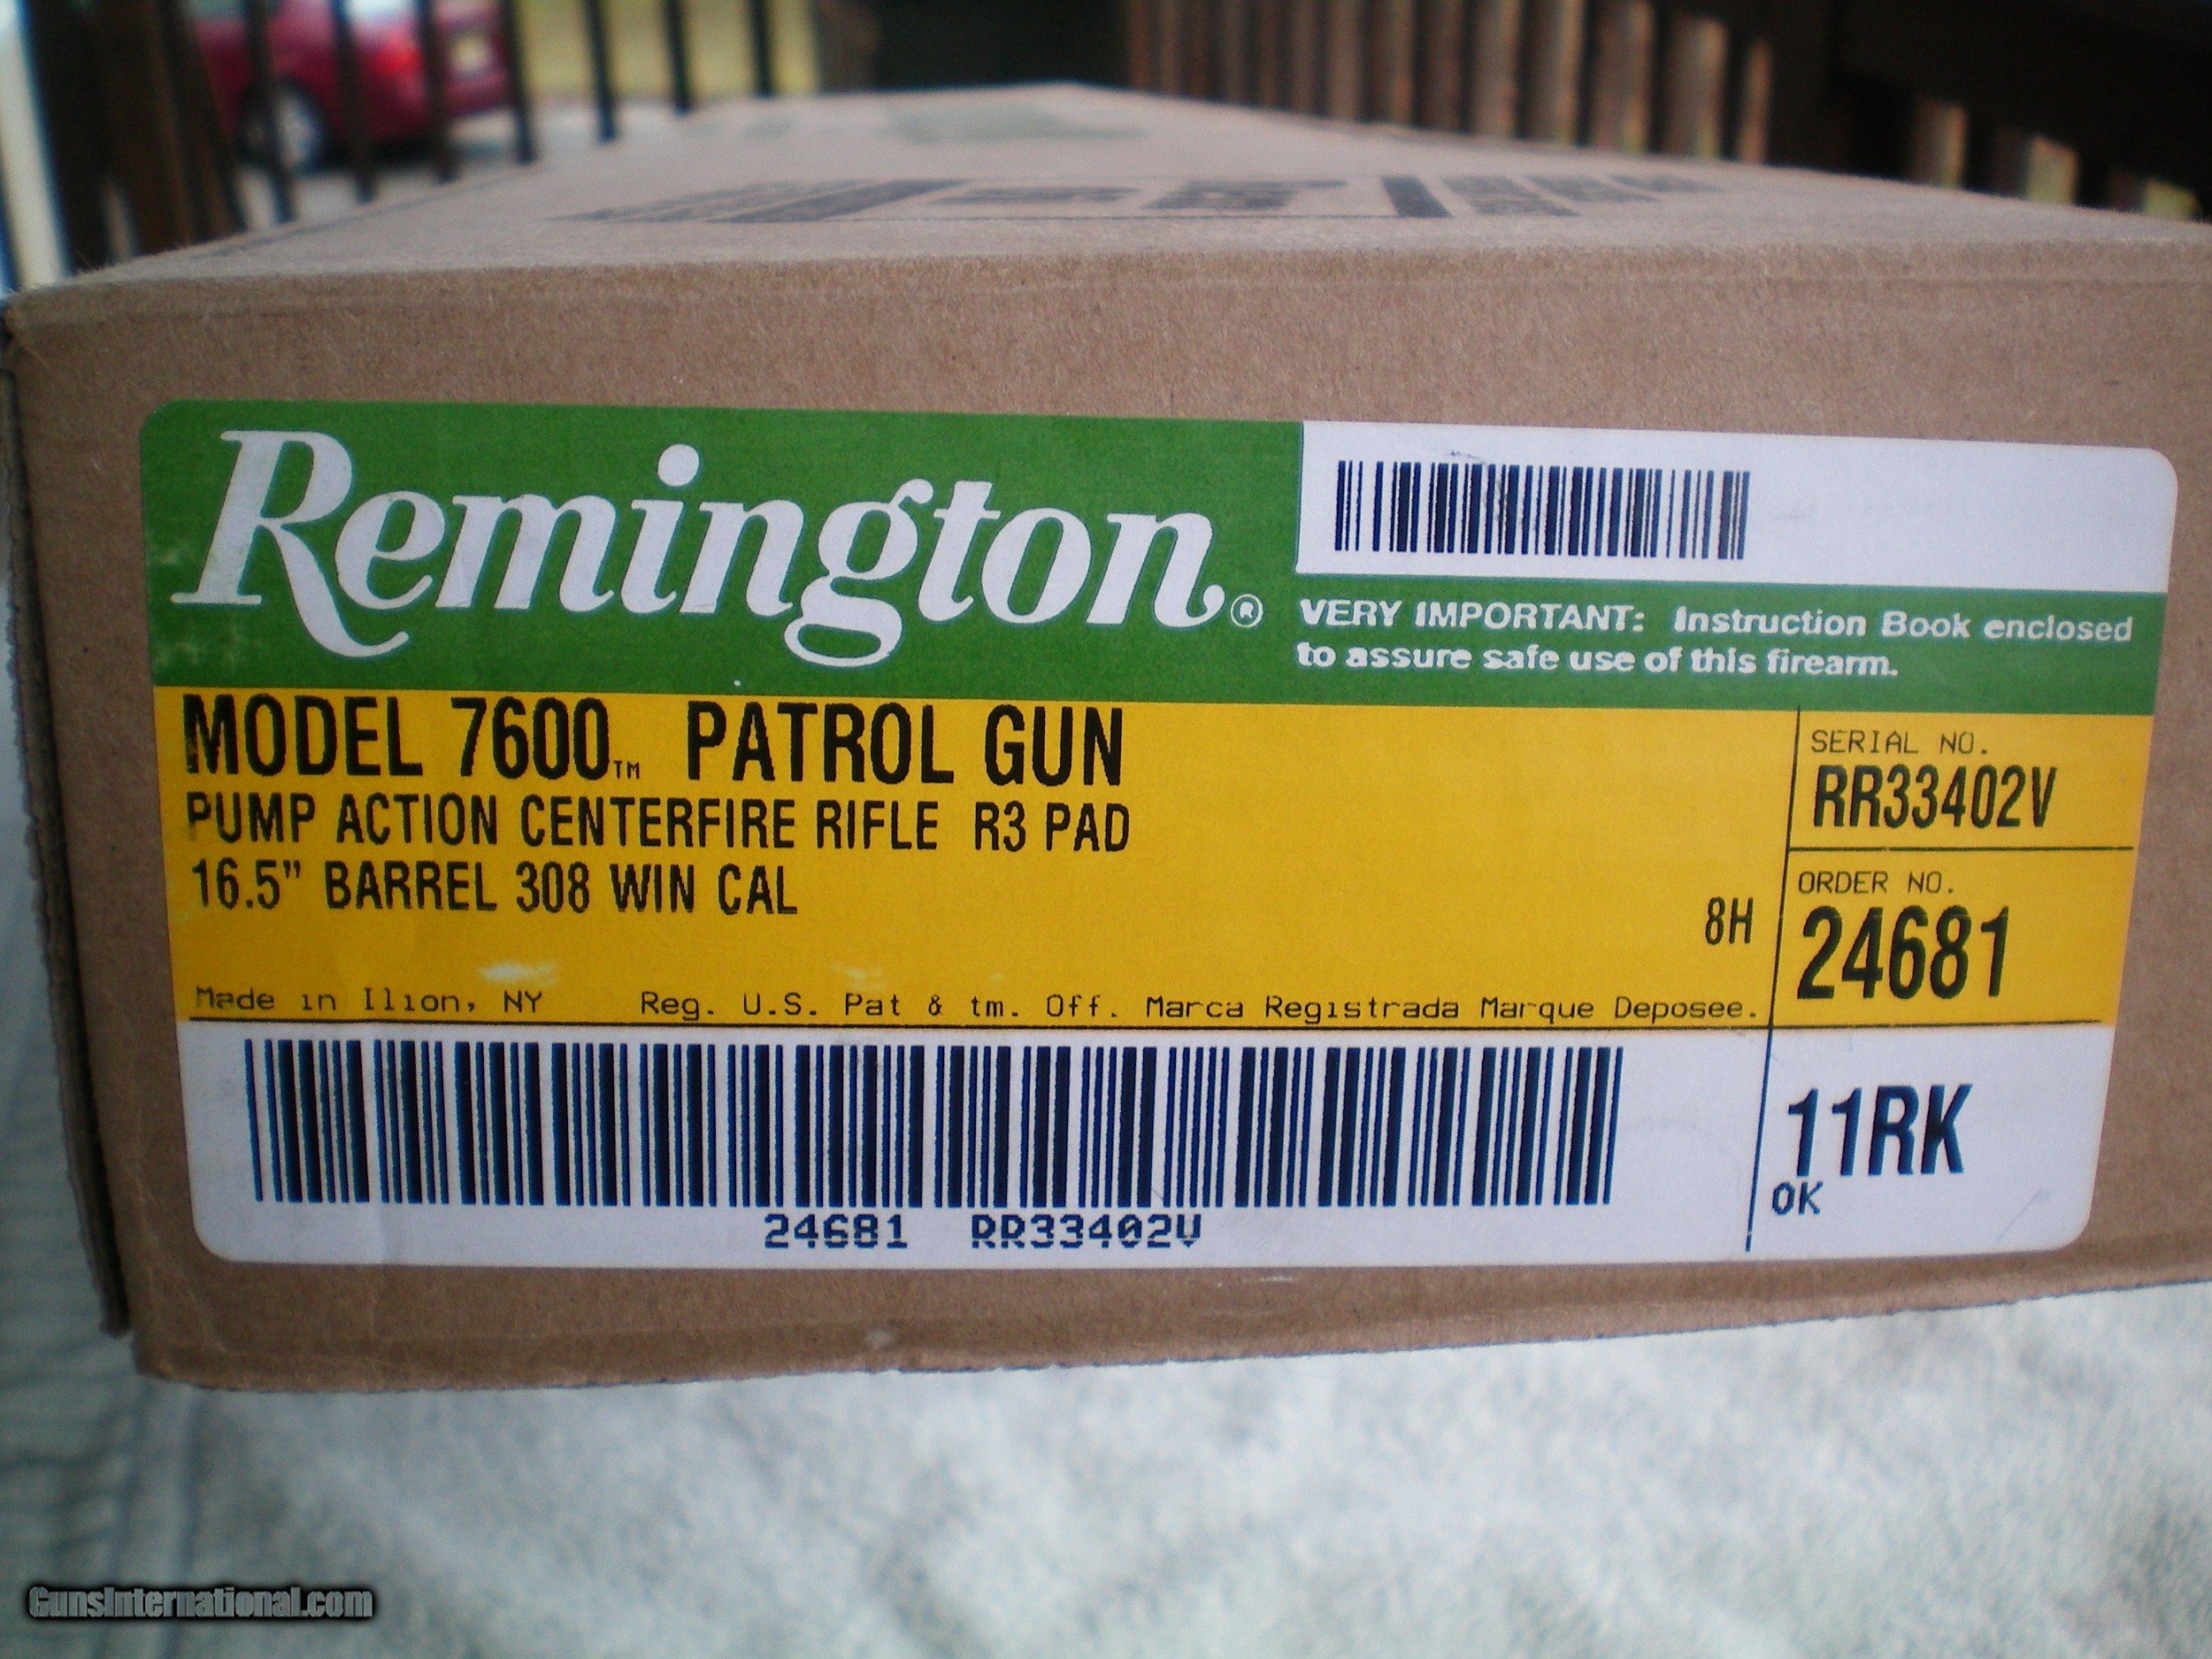 Remington®
VERY IMPORTANT: Instruction Book enclosed
to assure safe use of this firearm.
MODEL 7600™ PATROL GUN
PUMP ACTION CENTERFIRE RIFLE R3 PAD
16.5" BARREL 308 WIN CAL
8H
SERIAL NO.
RR33402V
ORDER NO.
24681
Made in Ilion, NY Reg. U.S. Pat & tm. Off. Marca Registrada Marque Deposee.
24681 RR33402V
11RK
OK
GunsInternational.com